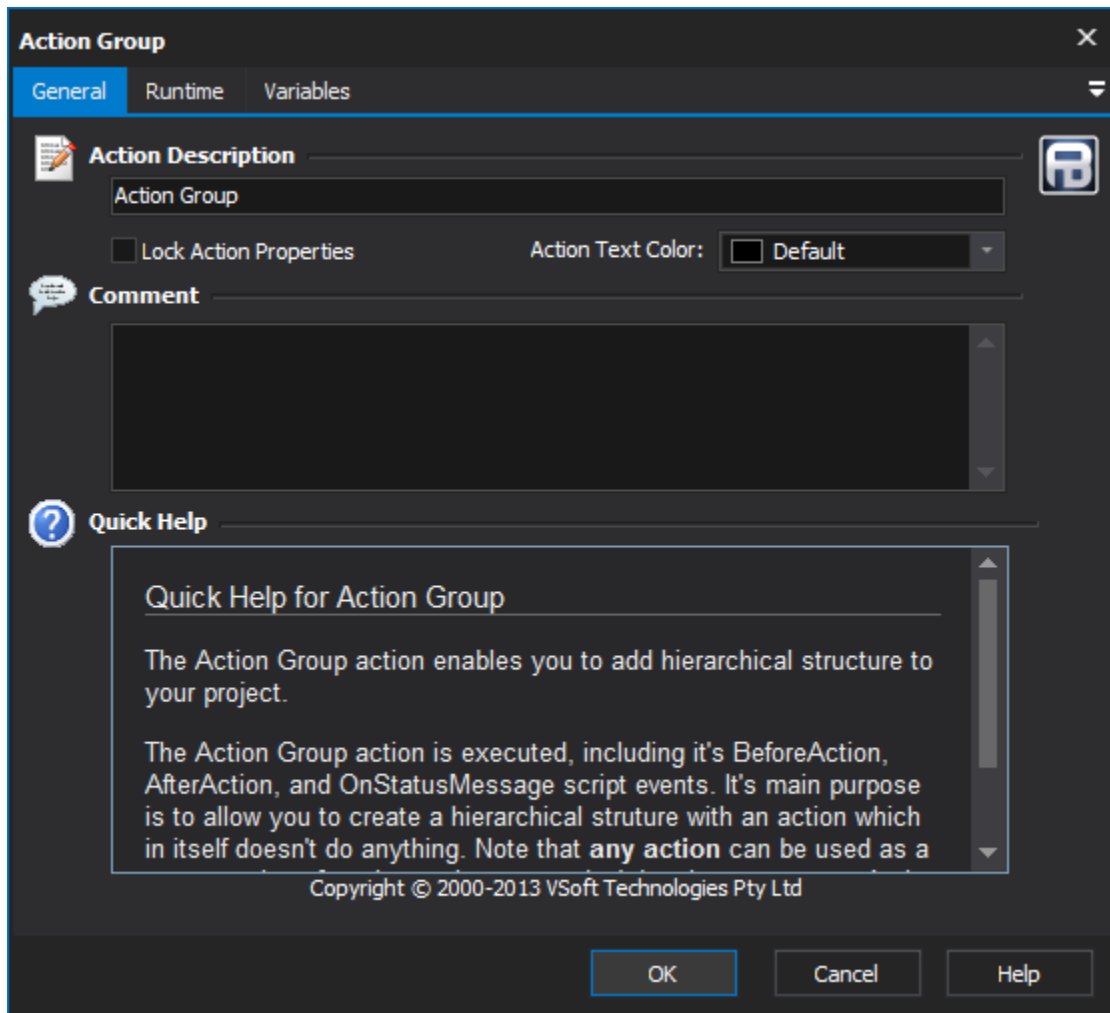 Action Group
General Runtime Variables
Action Description
Action Group
Lock Action Properties Action Text Color: Default
Comment
Quick Help
Quick Help for Action Group
The Action Group action enables you to add hierarchical structure to
your project.
The Action Group action is executed, including it's BeforeAction,
AfterAction, and OnStatusMessage script events. It's main purpose
is to allow you to create a hierarchical struture with an action which
in itself doesn't do anything. Note that any action can be used as a
Copyright © 2000-2013 VSoft Technologies Pty Ltd
OK Cancel Help